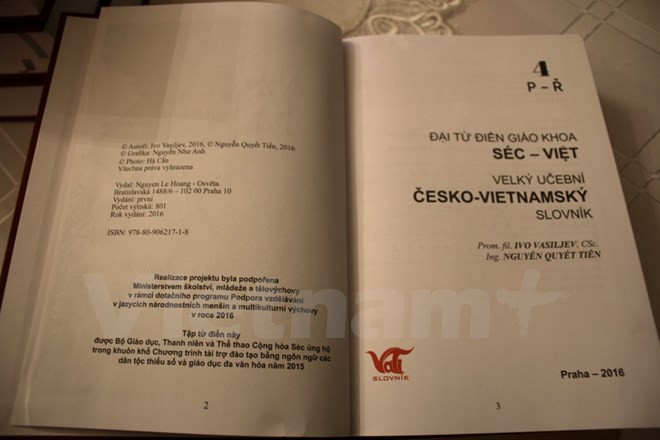 © Autoři: Ivo Vasiljev, 2016, © Nguyễn Quyết Tiến, 2016
© Grafika: Nguyễn Như Anh
© Photo: Hà Cẩn
Všechna práva vyhrazena
Vydal: Nguyen Le Hoang - Osvěta.
Bratislavská 1488/6 – 102 00 Praha 10
Vydání: první
Počet výtisků: 801
Rok vydání: 2016
ISBN: 978-80-906217-1-8
Realizace projektu byla podpořena
Ministerstvem školství, mládeže a tělovýchovy
v rámci dotačního programu Podpora vzdělávání
v jazycích národnostních menšin a multikulturní výchovy
v roce 2016
Tập từ điển này
được Bộ Giáo dục, Thanh niên và Thể thao Cộng hòa Séc ủng hộ
trong khuôn khổ Chương trình tài trợ đào tạo bằng ngôn ngữ các
dân tộc thiểu số và giáo dục đa văn hóa năm 2015
2
4
P – Ř
ĐẠI TỪ ĐIỂN GIÁO KHOA
SÉC – VIỆT
VELKÝ UČEBNÍ
ČESKO-VIETNAMSKÝ
SLOVNÍK
Prom. fil. IVO VASILJEV, CSc.
Ing. NGUYỄN QUYẾT TIẾN
SLOVNÍK
Praha – 2016
3
Vietnam+